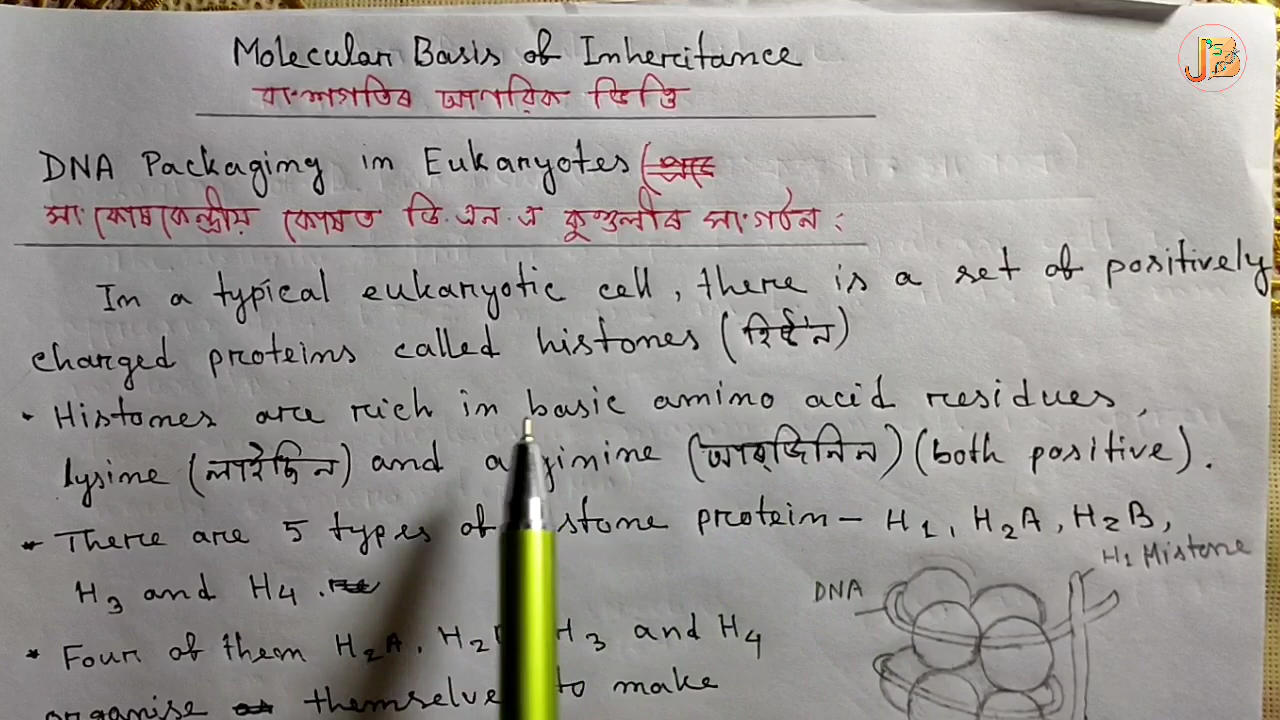 Molecular Basis of Inheritance
বংশগতিৰ আণৱিক ভিত্তি
DNA Packaging in Eukaryotes (
সংকোষকেন্দ্ৰীয় কোষত ডি.এন.এ কুণ্ডলীৰ সংগঠন:
In a typical eukaryotic cell, there is a set of positively
charged proteins called histones (হিষ্টন)
• Histones are rich in basic amino acid residues,
lysine (লাইচিন) and arginine (আৰ্জিনিন) (both positive).
* There are 5 types of histone protein - H1, H2A, H2B,
H3 and H4.
* Four of them H2A, H2B, H3 and H4
organise themselves to make
H1 Histone
DNA